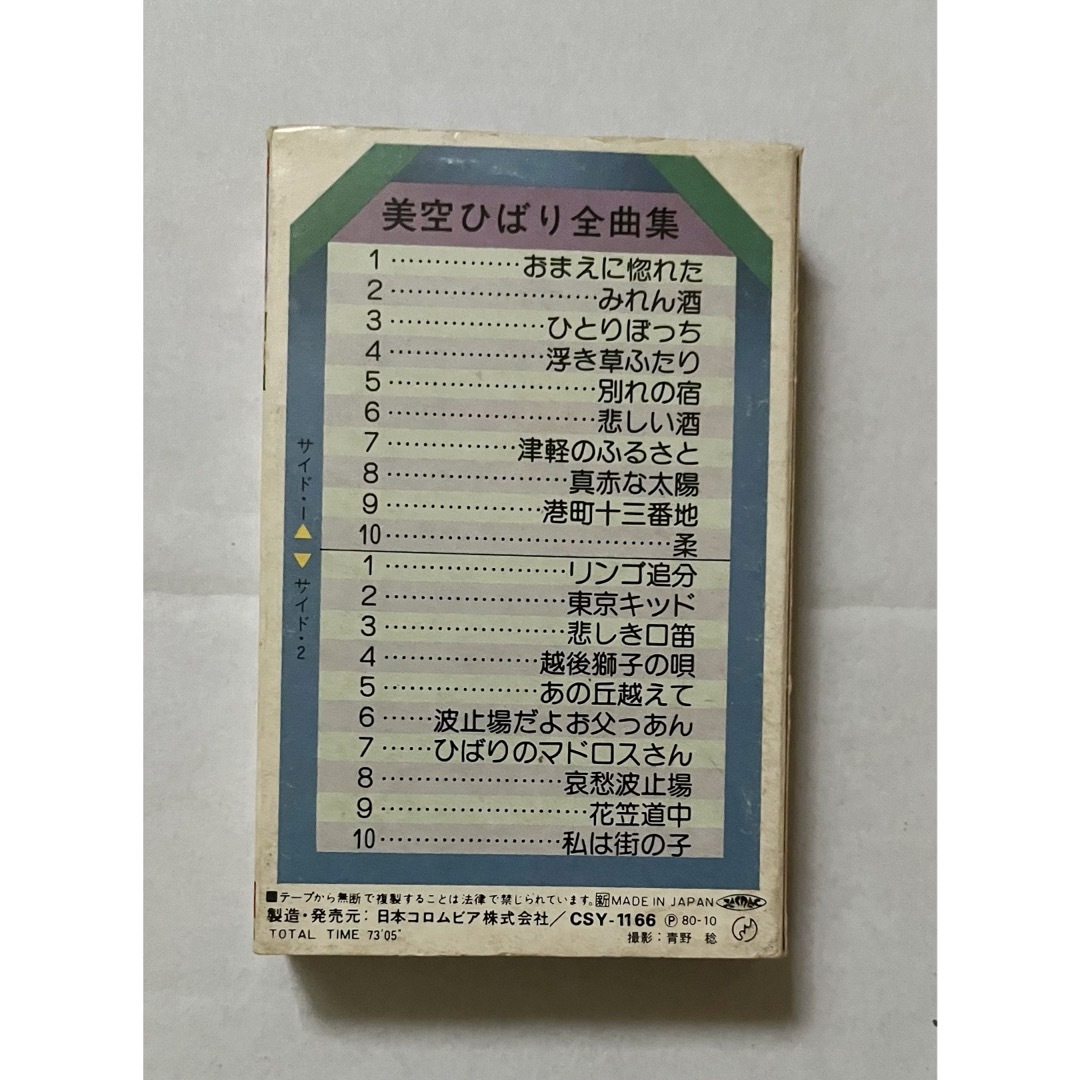 美空ひばり全曲集
サイド・1▲
1……………おまえに惚れた
2……………………みれん酒
3………………ひとりぼっち
4………………浮き草ふたり
5……………………別れの宿
6……………………悲しい酒
7……………津軽のふるさと
8…………………真赤な太陽
9………………港町十三番地
10……………………………柔
▼サイド・2
1…………………リンゴ追分
2…………………東京キッド
3…………………悲しき口笛
4………………越後獅子の唄
5………………あの丘越えて
6……波止場だよお父っあん
7……ひばりのマドロスさん
8…………………哀愁波止場
9……………………花笠道中
10…………………私は街の子
■テープから無断で複製することは法律で禁じられています。新 MADE IN JAPAN
製造・発売元：日本コロムビア株式会社／CSY-1166 Ⓟ80-10
TOTAL TIME 73'05" 撮影：青野 稔